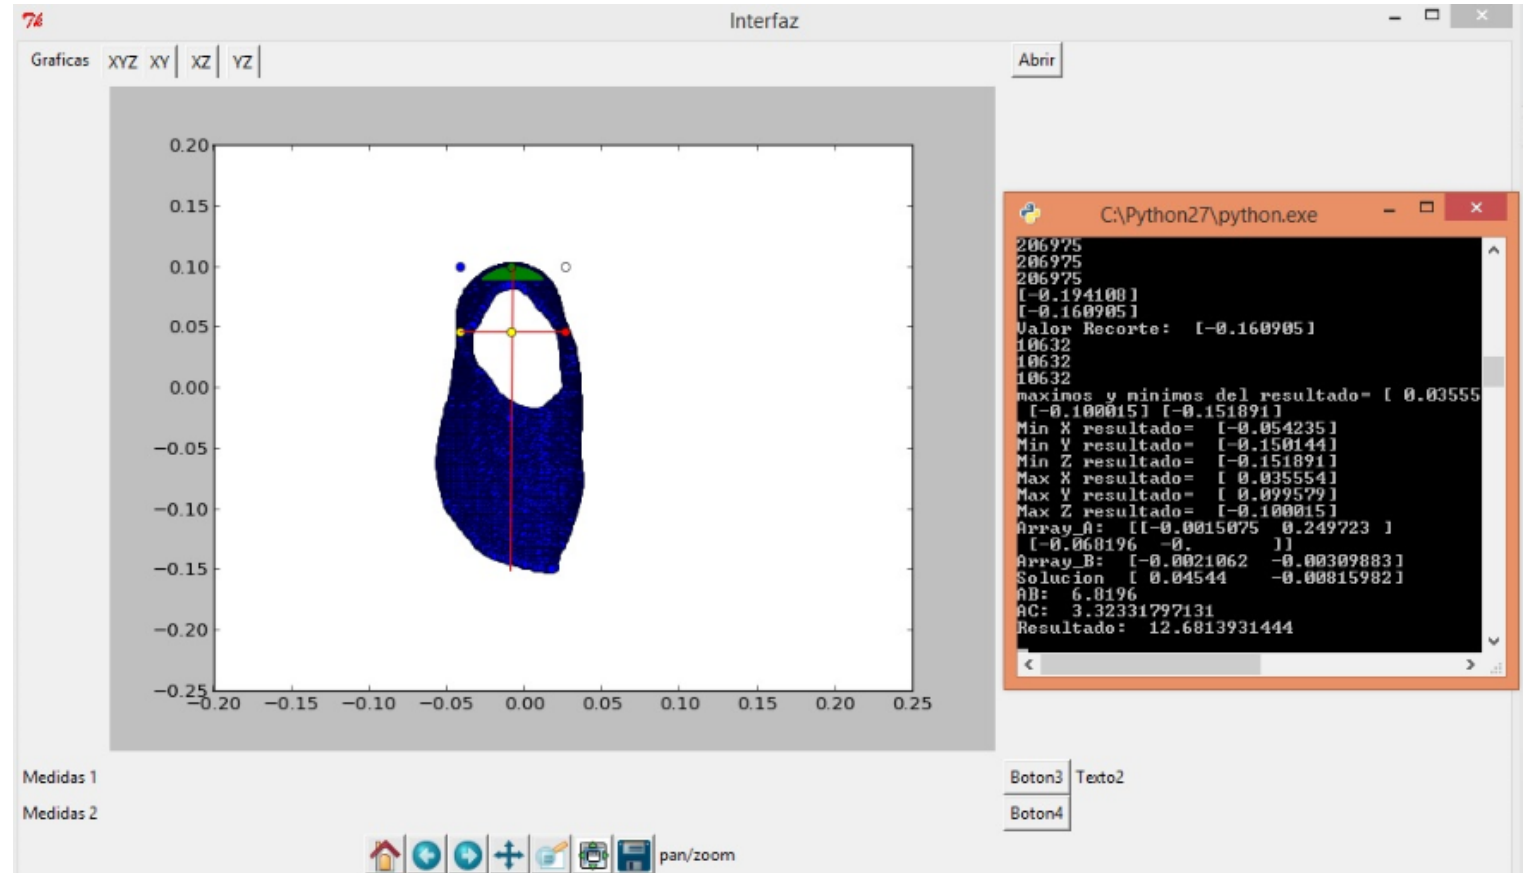 Interfaz
Graficas XYZ XY XZ YZ Abrir
0.20
0.15
0.10
0.05
0.00
−0.05
−0.10
−0.15
−0.20
−0.25
−0.20 −0.15 −0.10 −0.05 0.00 0.05 0.10 0.15 0.20 0.25
C:\Python27\python.exe
206975
206975
206975
[-0.194108]
[-0.160905]
Valor Recorte: [-0.160905]
10632
10632
10632
maximos y minimos del resultado= [ 0.03555
[-0.100015] [-0.151891]
Min X resultado= [-0.054235]
Min Y resultado= [-0.150144]
Min Z resultado= [-0.151891]
Max X resultado= [ 0.035554]
Max Y resultado= [ 0.099579]
Max Z resultado= [-0.100015]
Array_A: [[-0.0015075 0.249723 ]
[-0.068196 -0. ]]
Array_B: [-0.0021062 -0.00309883]
Solucion [ 0.04544 -0.00815982]
AB: 6.8196
AC: 3.32331797131
Resultado: 12.6813931444
Medidas 1
Boton3 Texto2
Medidas 2
Boton4
pan/zoom